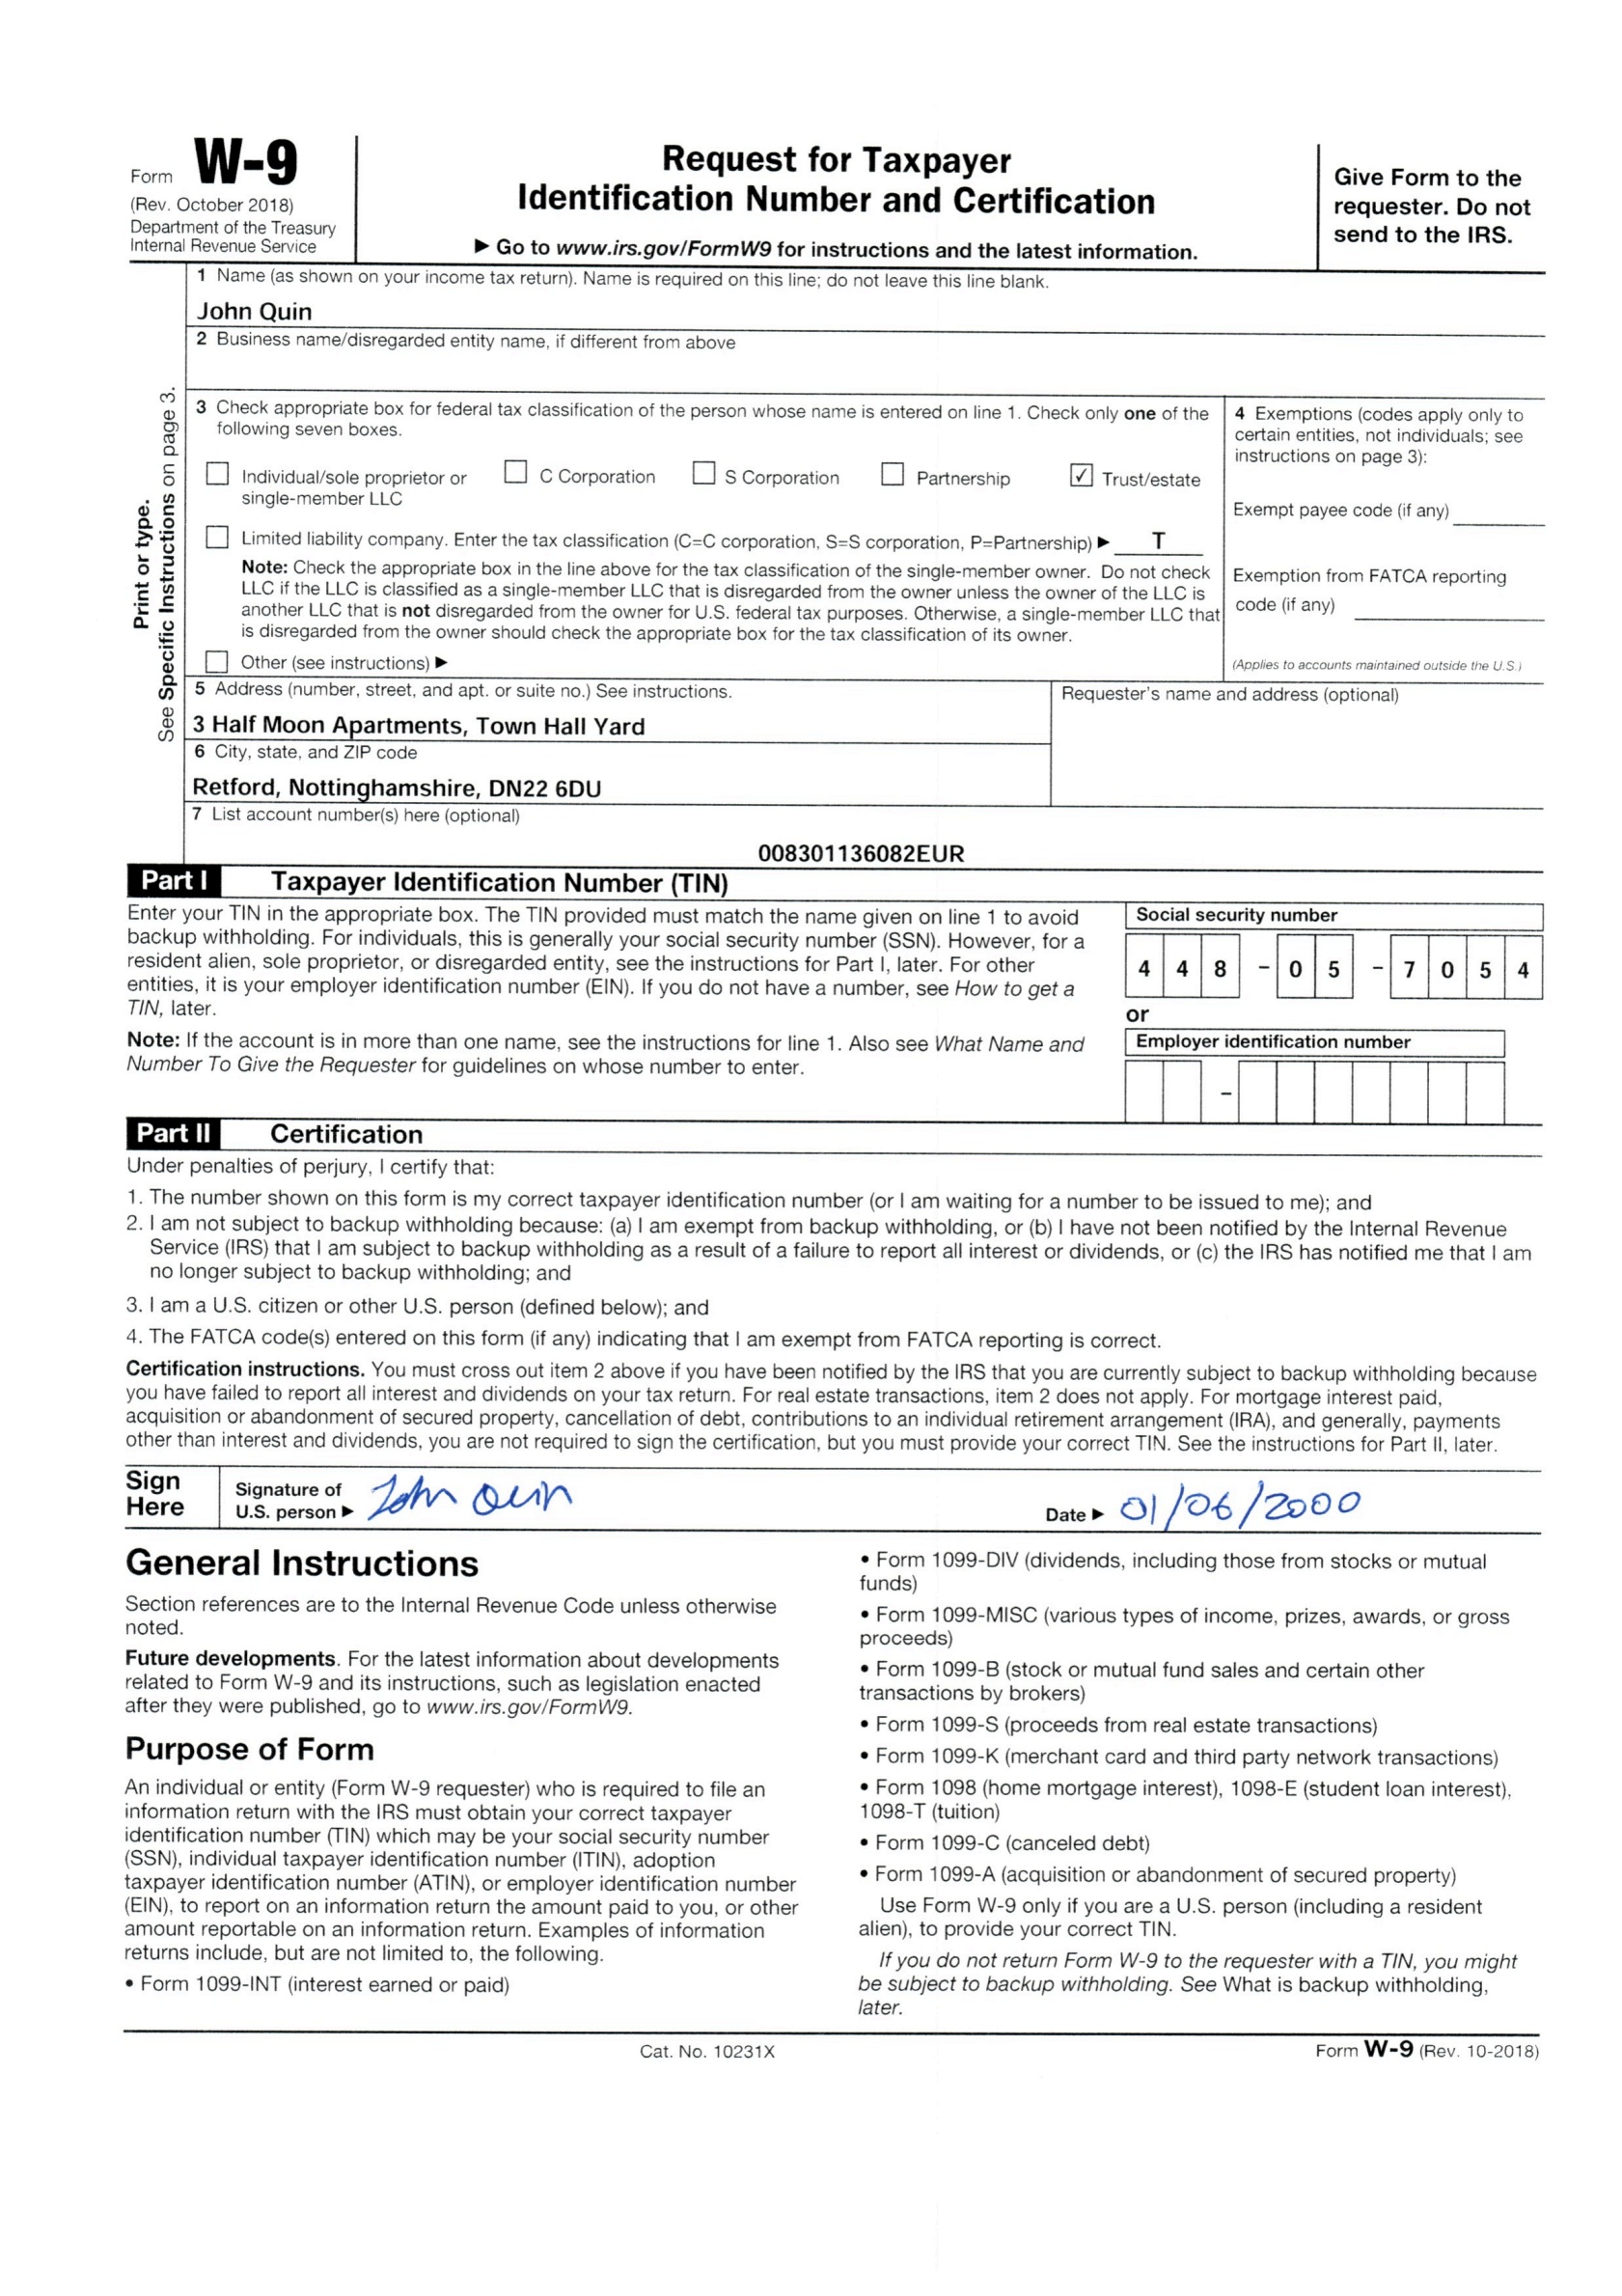 Form W-9
(Rev. October 2018)
Department of the Treasury
Internal Revenue Service
Request for Taxpayer
Identification Number and Certification
▶ Go to www.irs.gov/FormW9 for instructions and the latest information.
Give Form to the
requester. Do not
send to the IRS.
Print or type.
See Specific Instructions on page 3.
1 Name (as shown on your income tax return). Name is required on this line; do not leave this line blank.
John Quin
2 Business name/disregarded entity name, if different from above
3 Check appropriate box for federal tax classification of the person whose name is entered on line 1. Check only one of the
following seven boxes.
☐ Individual/sole proprietor or
single-member LLC
☐ C Corporation
☐ S Corporation
☐ Partnership
☑ Trust/estate
☐ Limited liability company. Enter the tax classification (C=C corporation, S=S corporation, P=Partnership) ▶ T
Note: Check the appropriate box in the line above for the tax classification of the single-member owner. Do not check
LLC if the LLC is classified as a single-member LLC that is disregarded from the owner unless the owner of the LLC is
another LLC that is not disregarded from the owner for U.S. federal tax purposes. Otherwise, a single-member LLC that
is disregarded from the owner should check the appropriate box for the tax classification of its owner.
☐ Other (see instructions) ▶
4 Exemptions (codes apply only to
certain entities, not individuals; see
instructions on page 3):
Exempt payee code (if any)
Exemption from FATCA reporting
code (if any)
(Applies to accounts maintained outside the U.S.)
5 Address (number, street, and apt. or suite no.) See instructions.
3 Half Moon Apartments, Town Hall Yard
6 City, state, and ZIP code
Retford, Nottinghamshire, DN22 6DU
Requester's name and address (optional)
7 List account number(s) here (optional)
008301136082EUR
Part I Taxpayer Identification Number (TIN)
Enter your TIN in the appropriate box. The TIN provided must match the name given on line 1 to avoid
backup withholding. For individuals, this is generally your social security number (SSN). However, for a
resident alien, sole proprietor, or disregarded entity, see the instructions for Part I, later. For other
entities, it is your employer identification number (EIN). If you do not have a number, see How to get a
TIN, later.
Note: If the account is in more than one name, see the instructions for line 1. Also see What Name and
Number To Give the Requester for guidelines on whose number to enter.
Social security number
4 4 8 - 0 5 - 7 0 5 4
or
Employer identification number
-
Part II Certification
Under penalties of perjury, I certify that:
1. The number shown on this form is my correct taxpayer identification number (or I am waiting for a number to be issued to me); and
2. I am not subject to backup withholding because: (a) I am exempt from backup withholding, or (b) I have not been notified by the Internal Revenue
Service (IRS) that I am subject to backup withholding as a result of a failure to report all interest or dividends, or (c) the IRS has notified me that I am
no longer subject to backup withholding; and
3. I am a U.S. citizen or other U.S. person (defined below); and
4. The FATCA code(s) entered on this form (if any) indicating that I am exempt from FATCA reporting is correct.
Certification instructions. You must cross out item 2 above if you have been notified by the IRS that you are currently subject to backup withholding because
you have failed to report all interest and dividends on your tax return. For real estate transactions, item 2 does not apply. For mortgage interest paid,
acquisition or abandonment of secured property, cancellation of debt, contributions to an individual retirement arrangement (IRA), and generally, payments
other than interest and dividends, you are not required to sign the certification, but you must provide your correct TIN. See the instructions for Part II, later.
Sign
Here
Signature of
U.S. person ▶ John Quin
Date ▶ 01/06/2000
General Instructions
Section references are to the Internal Revenue Code unless otherwise
noted.
Future developments. For the latest information about developments
related to Form W-9 and its instructions, such as legislation enacted
after they were published, go to www.irs.gov/FormW9.
Purpose of Form
An individual or entity (Form W-9 requester) who is required to file an
information return with the IRS must obtain your correct taxpayer
identification number (TIN) which may be your social security number
(SSN), individual taxpayer identification number (ITIN), adoption
taxpayer identification number (ATIN), or employer identification number
(EIN), to report on an information return the amount paid to you, or other
amount reportable on an information return. Examples of information
returns include, but are not limited to, the following.
• Form 1099-INT (interest earned or paid)
• Form 1099-DIV (dividends, including those from stocks or mutual
funds)
• Form 1099-MISC (various types of income, prizes, awards, or gross
proceeds)
• Form 1099-B (stock or mutual fund sales and certain other
transactions by brokers)
• Form 1099-S (proceeds from real estate transactions)
• Form 1099-K (merchant card and third party network transactions)
• Form 1098 (home mortgage interest), 1098-E (student loan interest),
1098-T (tuition)
• Form 1099-C (canceled debt)
• Form 1099-A (acquisition or abandonment of secured property)
Use Form W-9 only if you are a U.S. person (including a resident
alien), to provide your correct TIN.
If you do not return Form W-9 to the requester with a TIN, you might
be subject to backup withholding. See What is backup withholding,
later.
Cat. No. 10231X
Form W-9 (Rev. 10-2018)